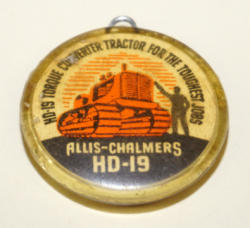 HD-19 TORQUE CONVERTER TRACTOR FOR THE TOUGHEST JOBS
ALLIS-CHALMERS
HD-19